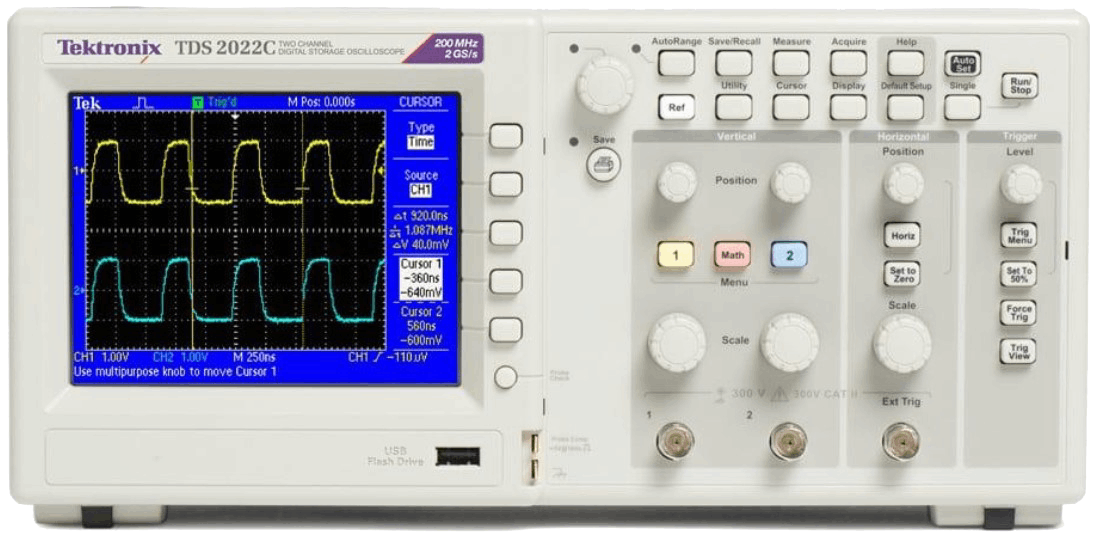 Tektronix TDS 2022C TWO CHANNEL
DIGITAL STORAGE OSCILLOSCOPE
200 MHz
2 GS/s
Tek T Trig'd M Pos: 0.000s CURSOR
Type
Time
Source
CH1
Δt 920.0ns
1.087MHz
ΔV 40.0mV
Cursor 1
-360ns
-640mV
Cursor 2
560ns
-600mV
1
2
CH1 1.00V CH2 1.00V M 250ns CH1 -110
Use multipurpose knob to move Cursor 1
USB
Flash Drive
AutoRange Save/Recall Measure Acquire Help
Auto
Set
Ref Utility Cursor Display Default Setup Single
Run/
Stop
Save
Vertical Horizontal Trigger
Position Position Level
1 Math 2
Menu
Horiz
Set to
Zero
Trig
Menu
Set To
50%
Force
Trig
Trig
View
Scale Scale
300 V 300V CAT II
1 2 Ext Trig